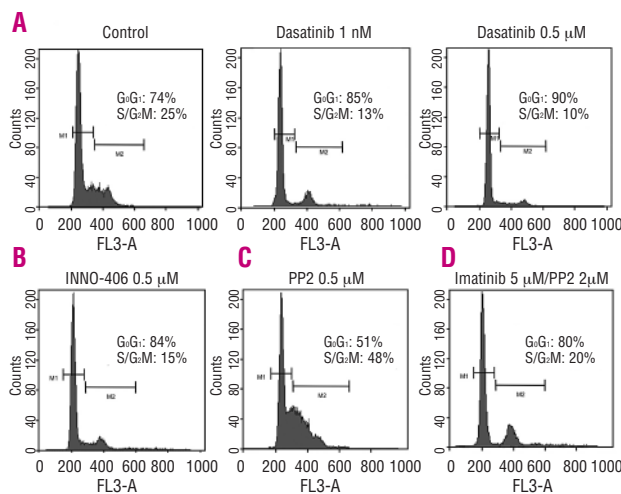 A
Control
Dasatinib 1 nM
Dasatinib 0.5 µM
Counts
0 40 80 120 160 200
G₀G₁: 74%
S/G₂M: 25%
M1
M2
0 200 400 600 800 1000
FL3-A
Counts
0 40 80 120 160 200
G₀G₁: 85%
S/G₂M: 13%
M1
M2
0 200 400 600 800 1000
FL3-A
Counts
0 40 80 120 160 200
G₀G₁: 90%
S/G₂M: 10%
M1
M2
0 200 400 600 800 1000
FL3-A
B
INNO-406 0.5 µM
C
PP2 0.5 µM
D
Imatinib 5 µM/PP2 2µM
Counts
0 40 80 120 160 200
G₀G₁: 84%
S/G₂M: 15%
M1
M2
0 200 400 600 800 1000
FL3-A
Counts
0 40 80 120 160 200
G₀G₁: 51%
S/G₂M: 48%
M1
M2
0 200 400 600 800 1000
FL3-A
Counts
0 40 80 120 160 200
G₀G₁: 80%
S/G₂M: 20%
M1
M2
0 200 400 600 800 1000
FL3-A